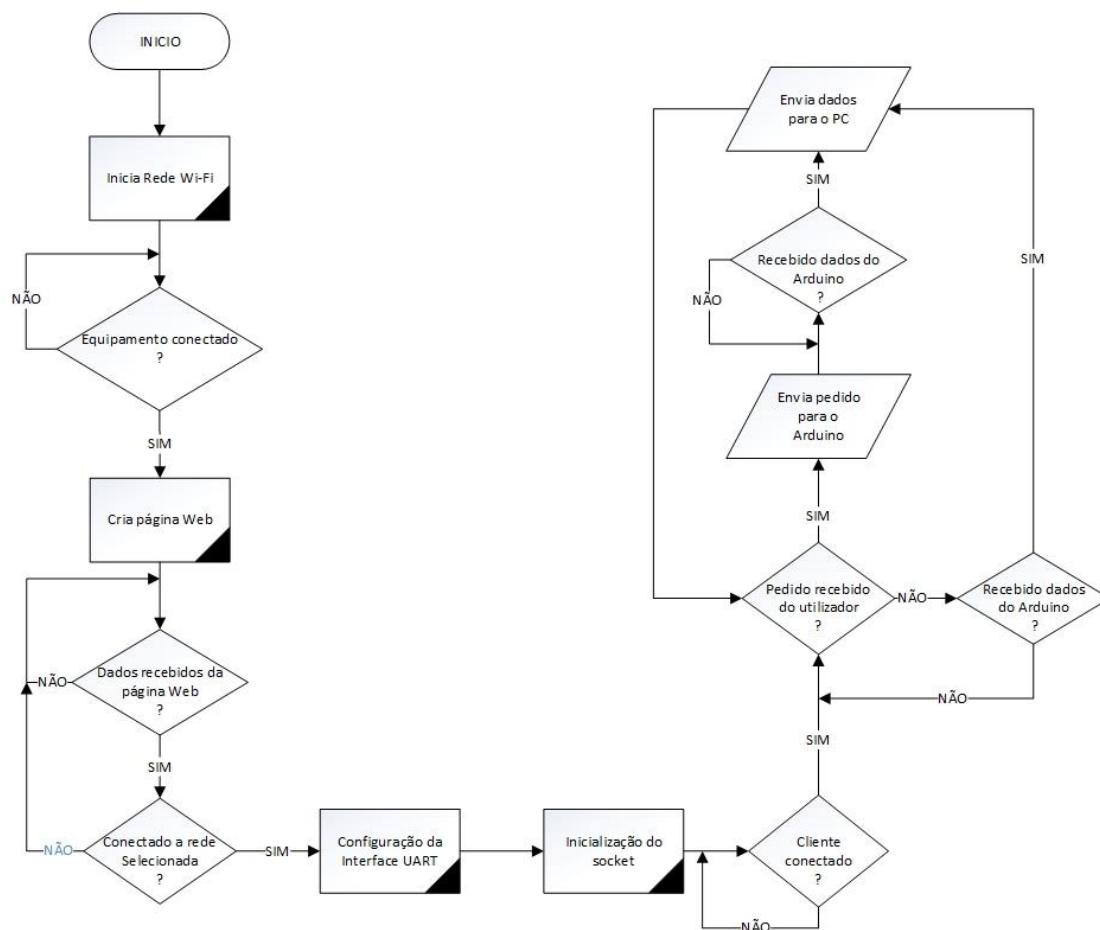 INICIO
Inicia Rede Wi-Fi
NÃO
Equipamento conectado
?
SIM
Cria página Web
Dados recebidos da
página Web
?
NÃO
SIM
Conectado a rede
Selecionada
?
NÃO
SIM
Configuração da
Interface UART
Inicialização do
socket
Cliente
conectado
?
NÃO
SIM
Pedido recebido
do utilizador
?
NÃO
Recebido dados
do Arduino
?
NÃO
SIM
SIM
Envia pedido
para o
Arduino
Recebido dados do
Arduino
?
NÃO
SIM
Envia dados
para o PC